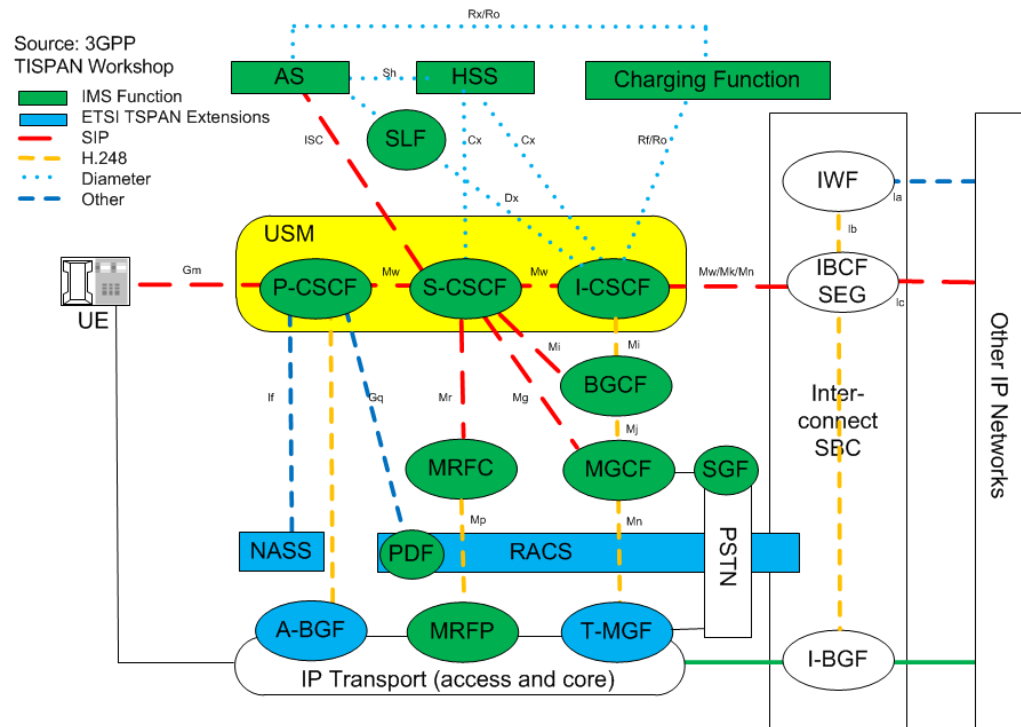 Rx/Ro
Source: 3GPP
TISPAN Workshop
IMS Function
ETSI TSPAN Extensions
SIP
H.248
Diameter
Other
AS
Sh
HSS
Charging Function
ISC
SLF
Cx
Cx
Rf/Ro
Dx
IWF
Ia
Ib
USM
Gm
P-CSCF
Mw
S-CSCF
Mw
I-CSCF
Mw/Mk/Mn
IBCF
SEG
Ic
UE
Mi
Mi
BGCF
If
Gq
Mr
Mg
Mj
Inter-
connect
SBC
Other IP Networks
MRFC
MGCF
SGF
Mp
Mn
PSTN
NASS
PDF
RACS
A-BGF
MRFP
T-MGF
I-BGF
IP Transport (access and core)